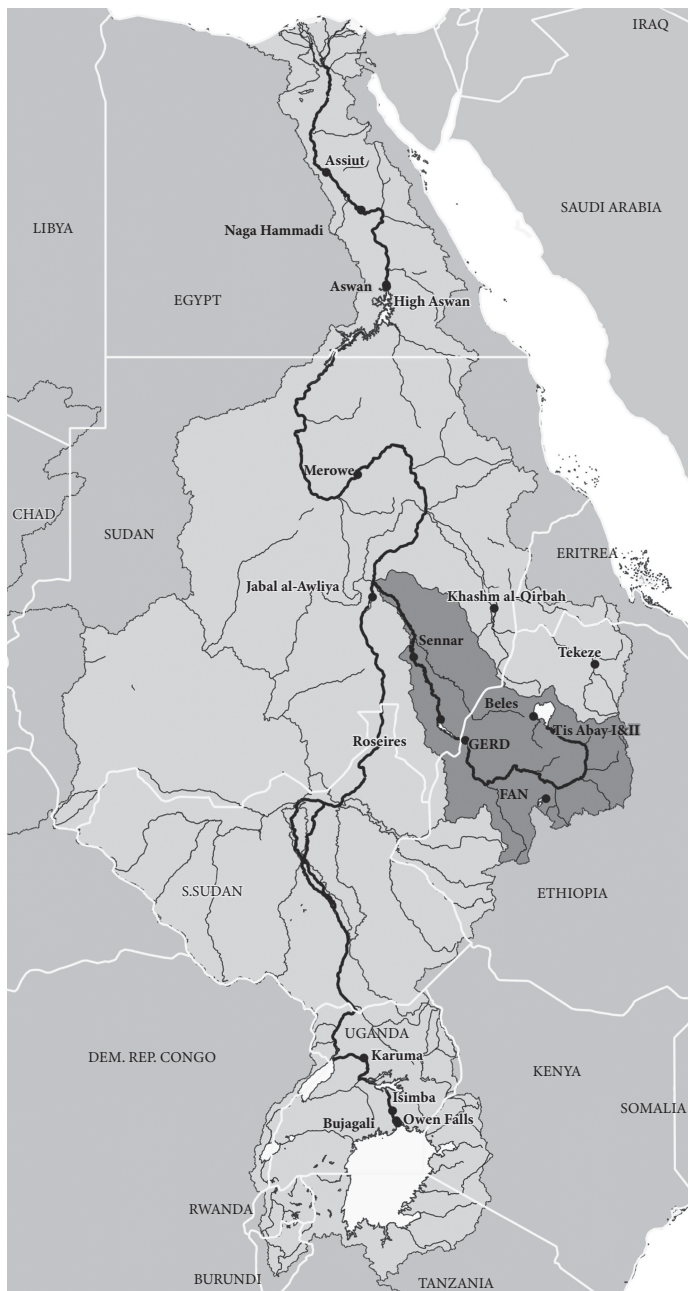 IRAQ
Assiut
SAUDI ARABIA
LIBYA
Naga Hammadi
Aswan
EGYPT
High Aswan
Merowe
CHAD
SUDAN
ERITREA
Jabal al-Awliya
Khashm al-Qirbah
Sennar
Tekeze
Beles
Tis Abay I&II
Roseires
GERD
FAN
S.SUDAN
ETHIOPIA
UGANDA
DEM. REP. CONGO
Karuma
KENYA
Isimba
SOMALIA
Bujagali
Owen Falls
RWANDA
BURUNDI
TANZANIA